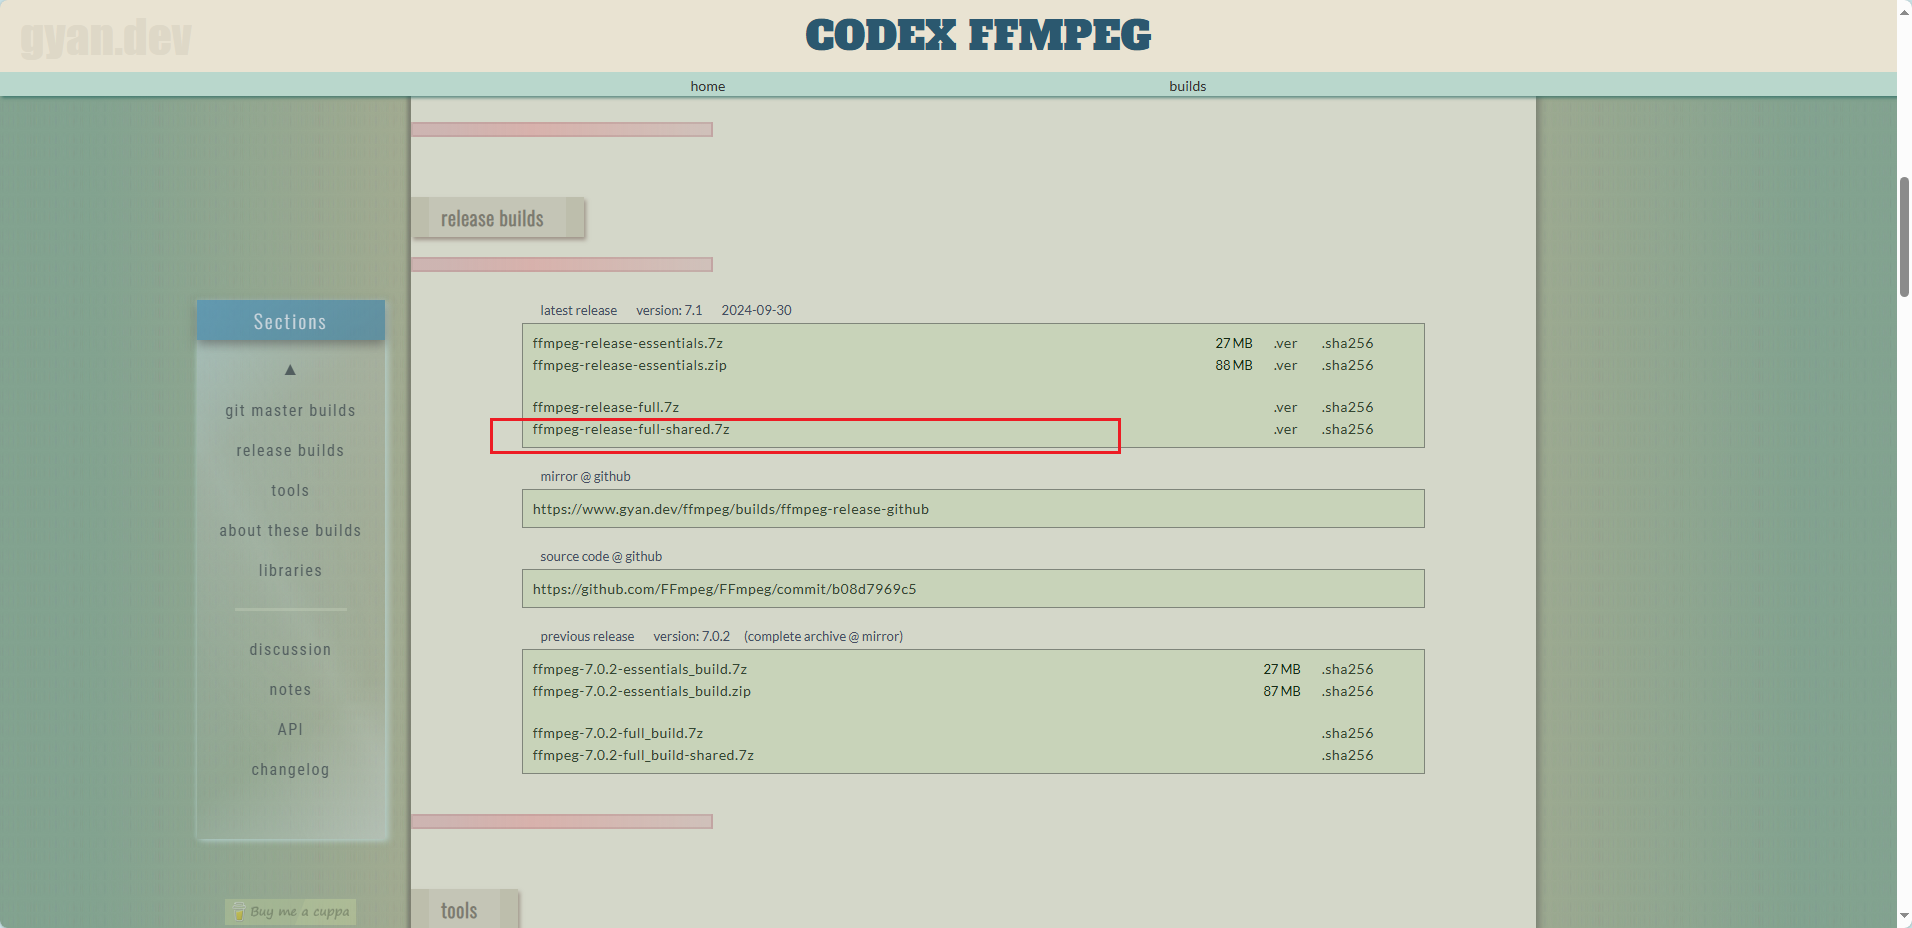 gyan.dev
CODEX FFMPEG
home builds
release builds
latest release version: 7.1 2024-09-30
ffmpeg-release-essentials.7z 27 MB .ver .sha256
ffmpeg-release-essentials.zip 88 MB .ver .sha256
ffmpeg-release-full.7z .ver .sha256
ffmpeg-release-full-shared.7z .ver .sha256
mirror @ github
https://www.gyan.dev/ffmpeg/builds/ffmpeg-release-github
source code @ github
https://github.com/FFmpeg/FFmpeg/commit/b08d7969c5
previous release version: 7.0.2 (complete archive @ mirror)
ffmpeg-7.0.2-essentials_build.7z 27 MB .sha256
ffmpeg-7.0.2-essentials_build.zip 87 MB .sha256
ffmpeg-7.0.2-full_build.7z .sha256
ffmpeg-7.0.2-full_build-shared.7z .sha256
tools
Sections
▲
git master builds
release builds
tools
about these builds
libraries
discussion
notes
API
changelog
Buy me a cuppa